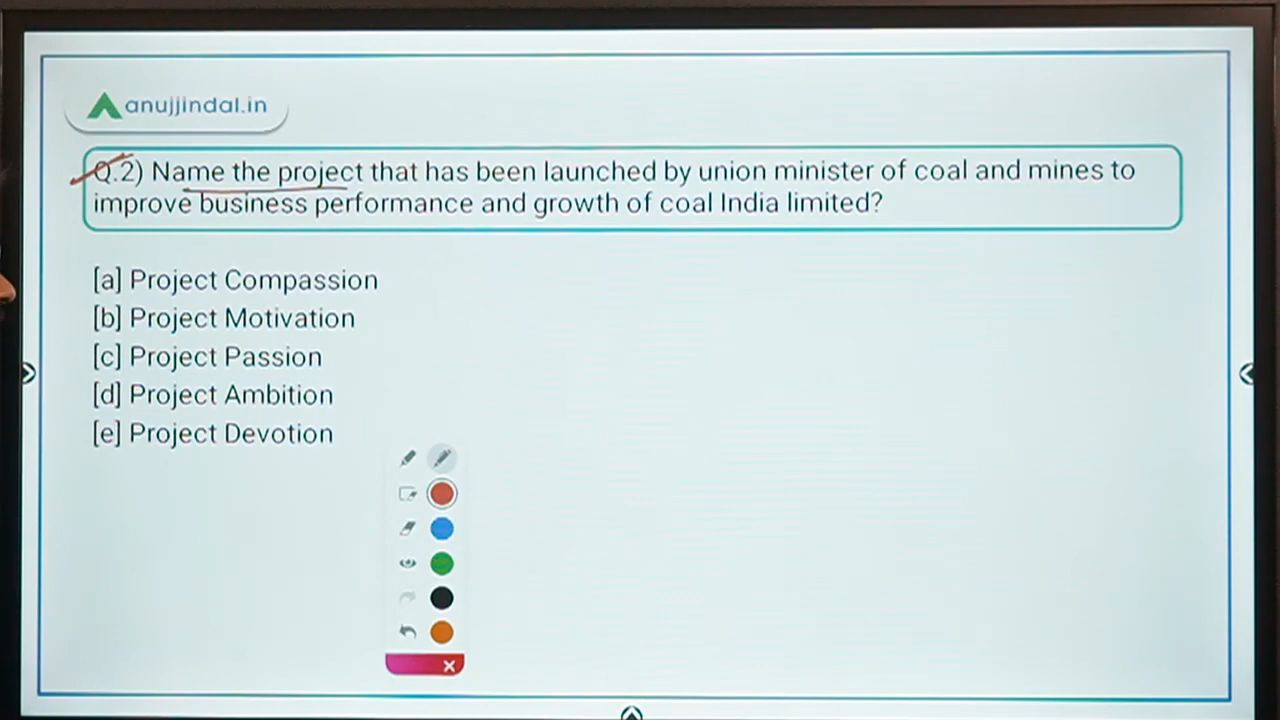 anujjindal.in
Q.2) Name the project that has been launched by union minister of coal and mines to
improve business performance and growth of coal India limited?
[a] Project Compassion
[b] Project Motivation
[c] Project Passion
[d] Project Ambition
[e] Project Devotion